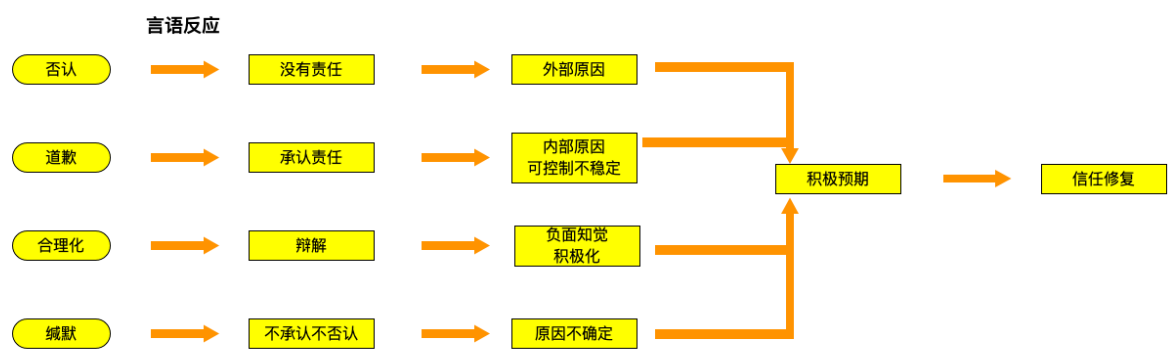 言语反应
否认
没有责任
外部原因
道歉
承认责任
内部原因
可控制不稳定
积极预期
信任修复
合理化
辩解
负面知觉
积极化
缄默
不承认不否认
原因不确定